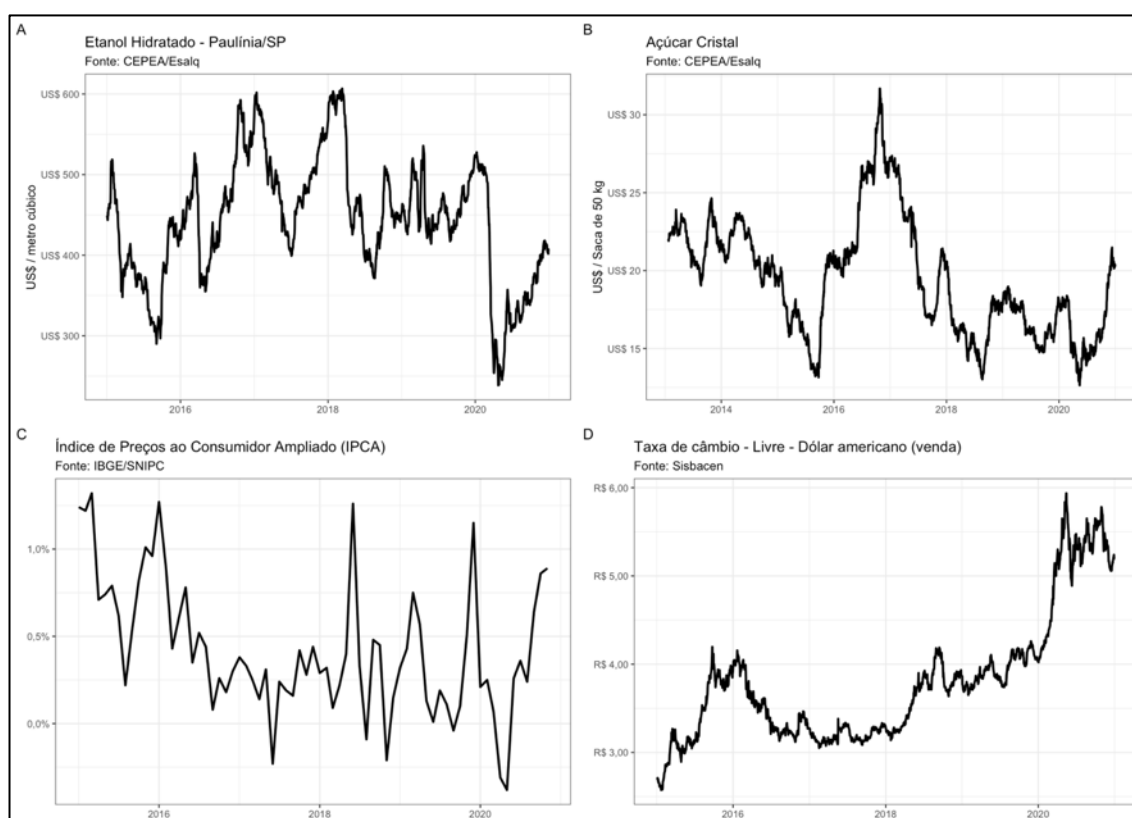 A
Etanol Hidratado - Paulínia/SP
Fonte: CEPEA/Esalq
US$ / metro cúbico
US$ 600
US$ 500
US$ 400
US$ 300
2016
2018
2020
B
Açúcar Cristal
Fonte: CEPEA/Esalq
US$ / Saca de 50 kg
US$ 30
US$ 25
US$ 20
US$ 15
2014
2016
2018
2020
C
Índice de Preços ao Consumidor Ampliado (IPCA)
Fonte: IBGE/SNIPC
1,0%
0,5%
0,0%
2016
2018
2020
D
Taxa de câmbio - Livre - Dólar americano (venda)
Fonte: Sisbacen
R$ 6,00
R$ 5,00
R$ 4,00
R$ 3,00
2016
2018
2020